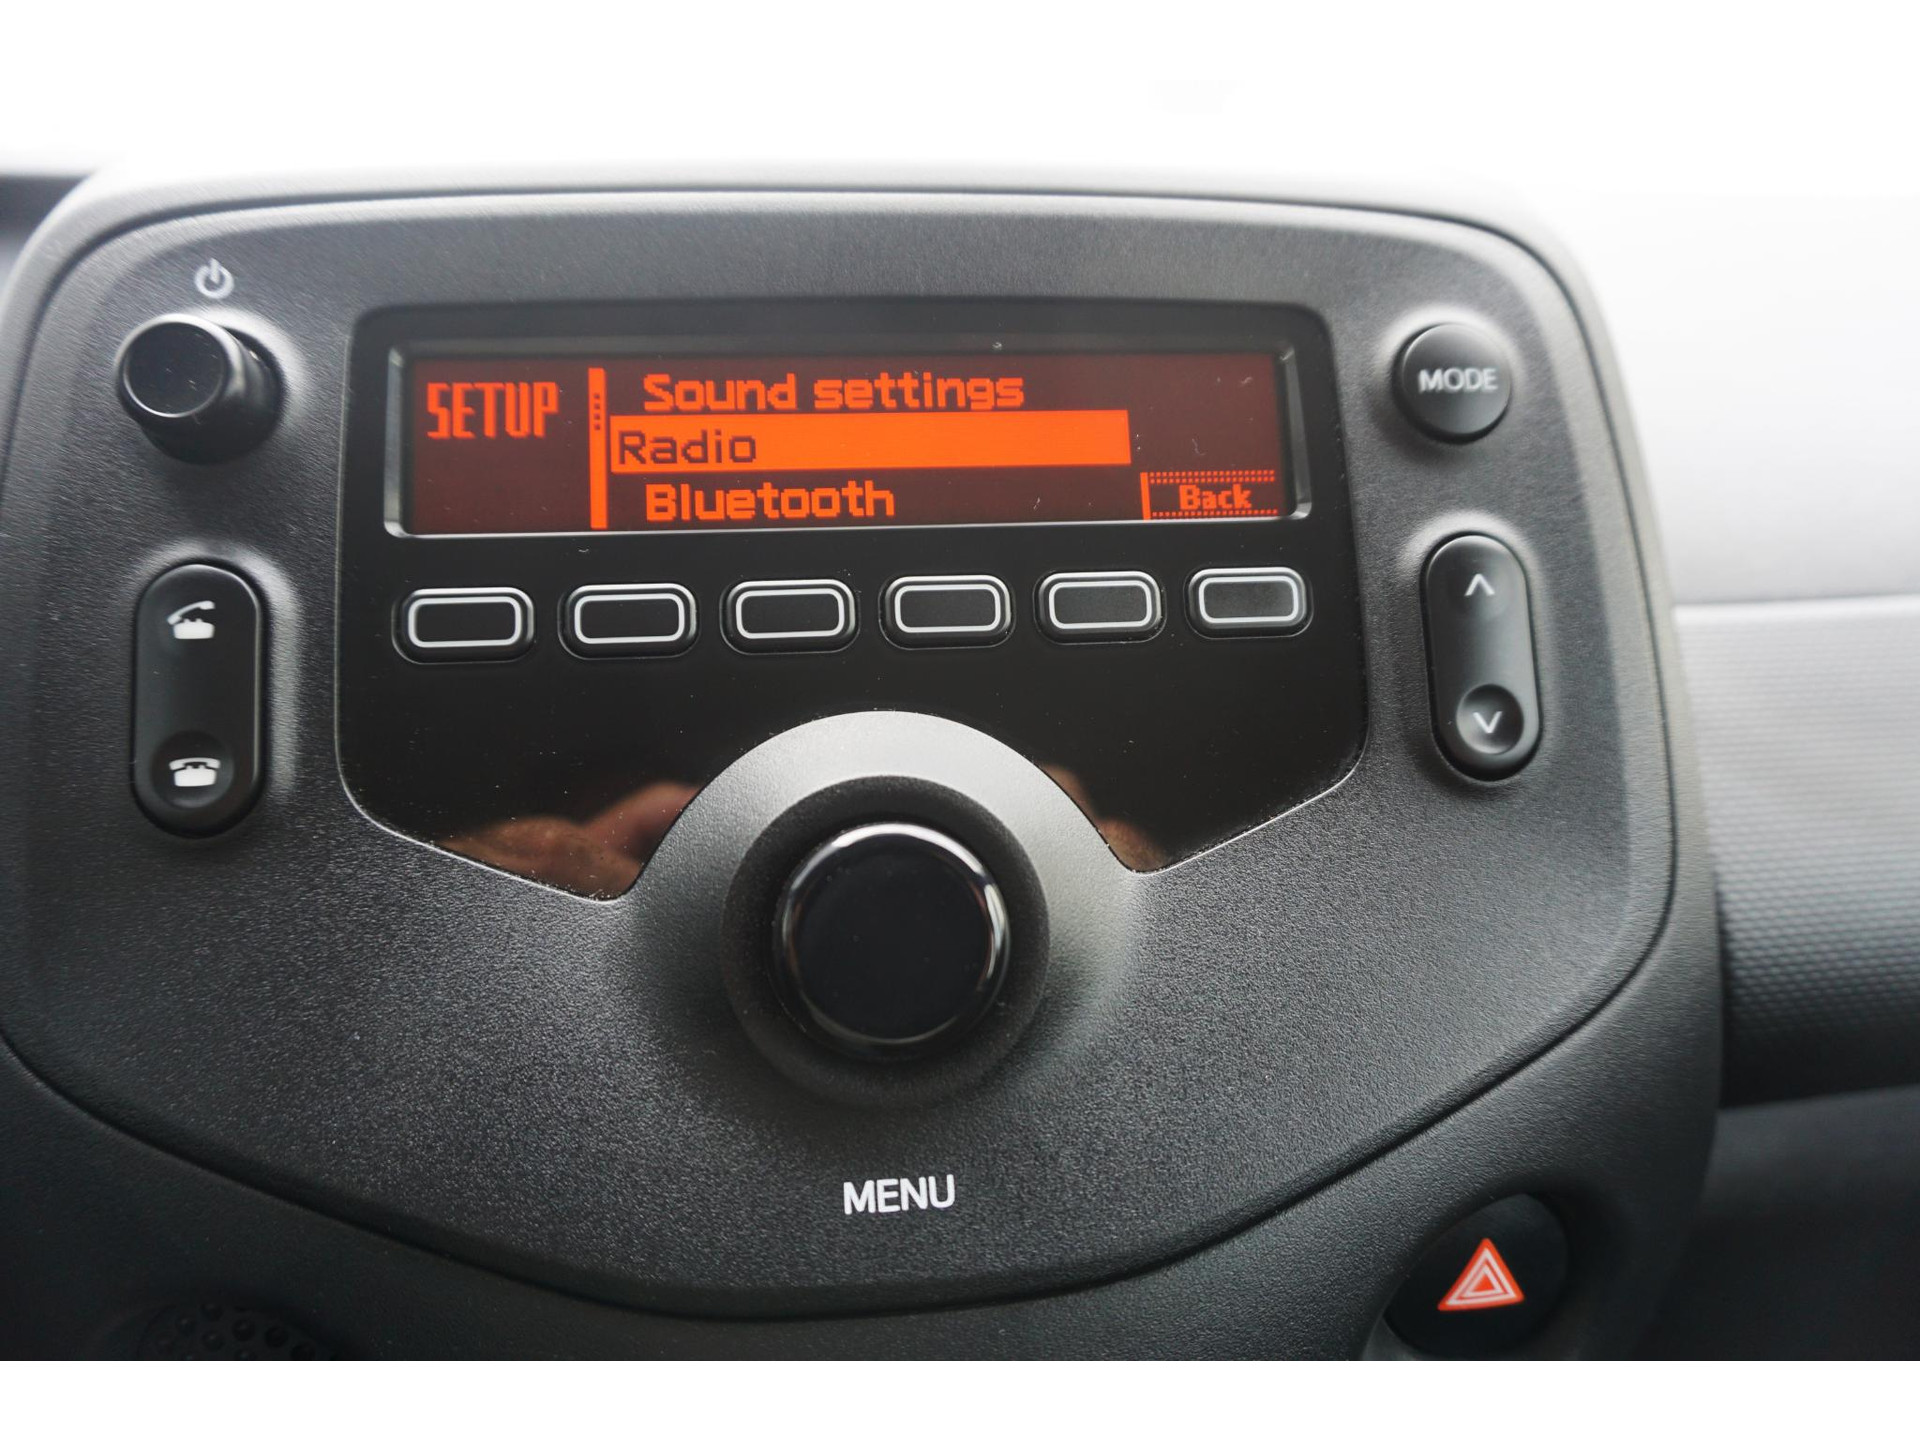 SETUP
Sound settings
Radio
Bluetooth
Back
MODE
MENU